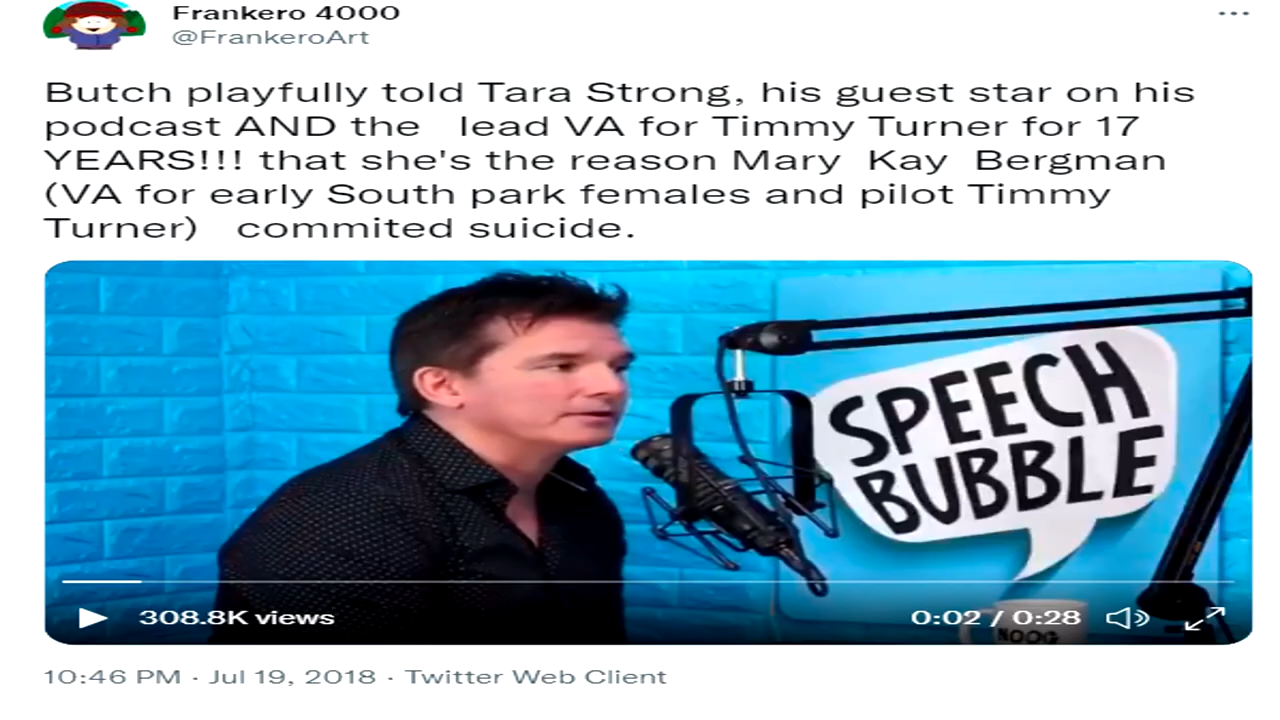 Frankero 4000
@FrankeroArt
Butch playfully told Tara Strong, his guest star on his
podcast AND the lead VA for Timmy Turner for 17
YEARS!!! that she's the reason Mary Kay Bergman
(VA for early South park females and pilot Timmy
Turner) commited suicide.
SPEECH
BUBBLE
308.8K views
0:02 / 0:28
NOOG
10:46 PM · Jul 19, 2018 · Twitter Web Client